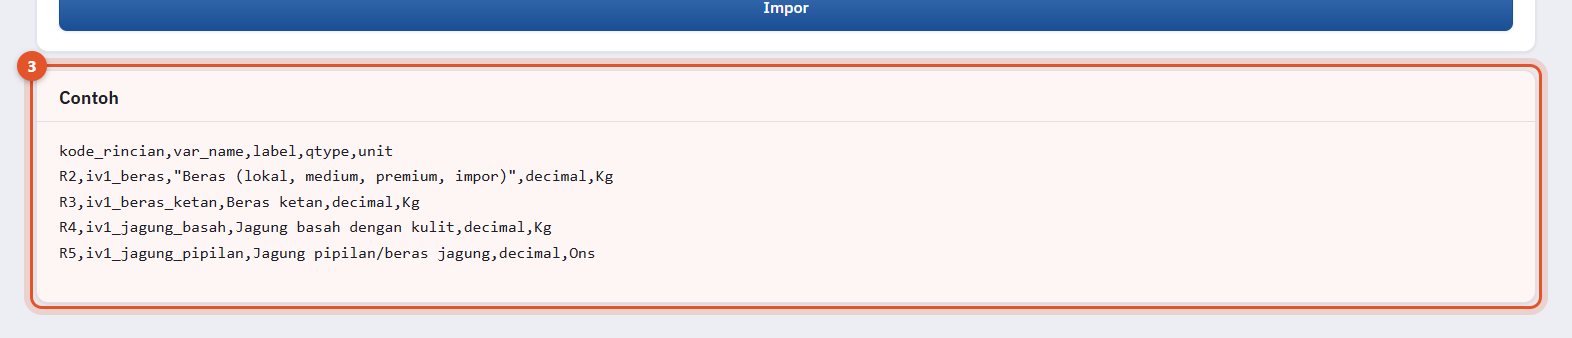 Impor
3
Contoh
kode_rincian,var_name,label,qtype,unit
R2,iv1_beras,"Beras (lokal, medium, premium, impor)",decimal,Kg
R3,iv1_beras_ketan,Beras ketan,decimal,Kg
R4,iv1_jagung_basah,Jagung basah dengan kulit,decimal,Kg
R5,iv1_jagung_pipilan,Jagung pipilan/beras jagung,decimal,Ons